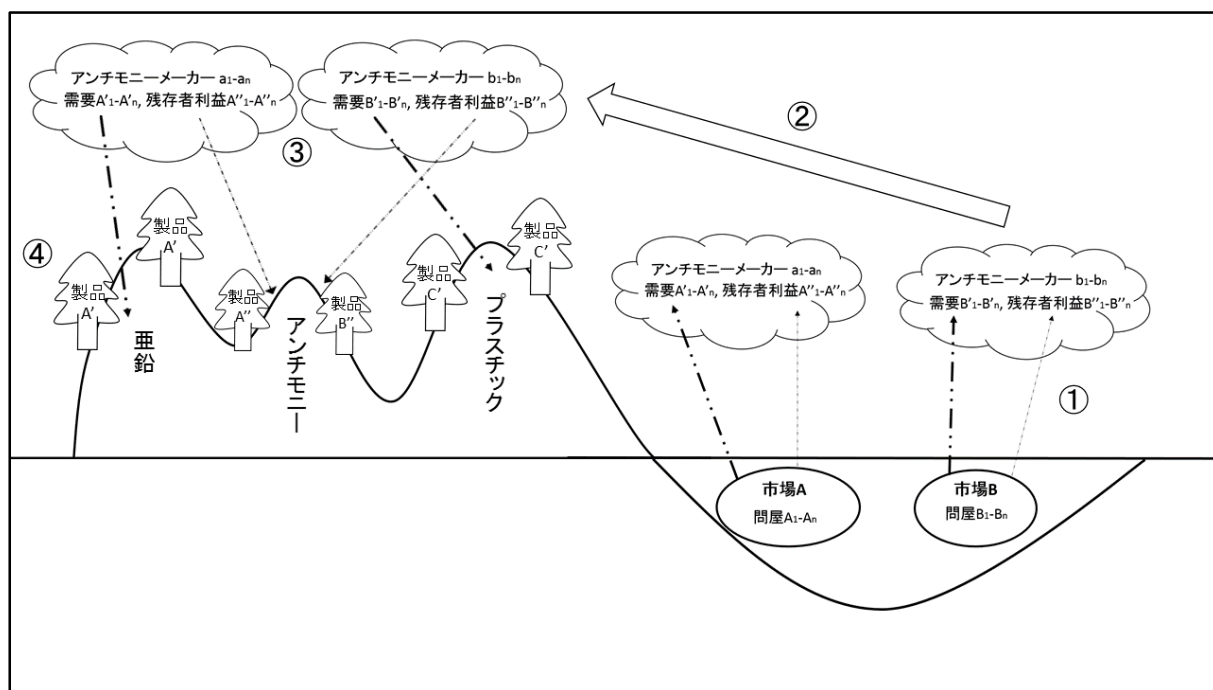 アンチモニーメーカー a1-an
需要A'1-A'n, 残存者利益A''1-A''n
アンチモニーメーカー b1-bn
需要B'1-B'n, 残存者利益B''1-B''n
②
③
④
製品
A'
製品
A'
製品
A''
製品
B''
製品
C'
製品
C'
亜鉛
アンチモニー
プラスチック
アンチモニーメーカー a1-an
需要A'1-A'n, 残存者利益A''1-A''n
アンチモニーメーカー b1-bn
需要B'1-B'n, 残存者利益B''1-B''n
①
市場A
問屋A1-An
市場B
問屋B1-Bn